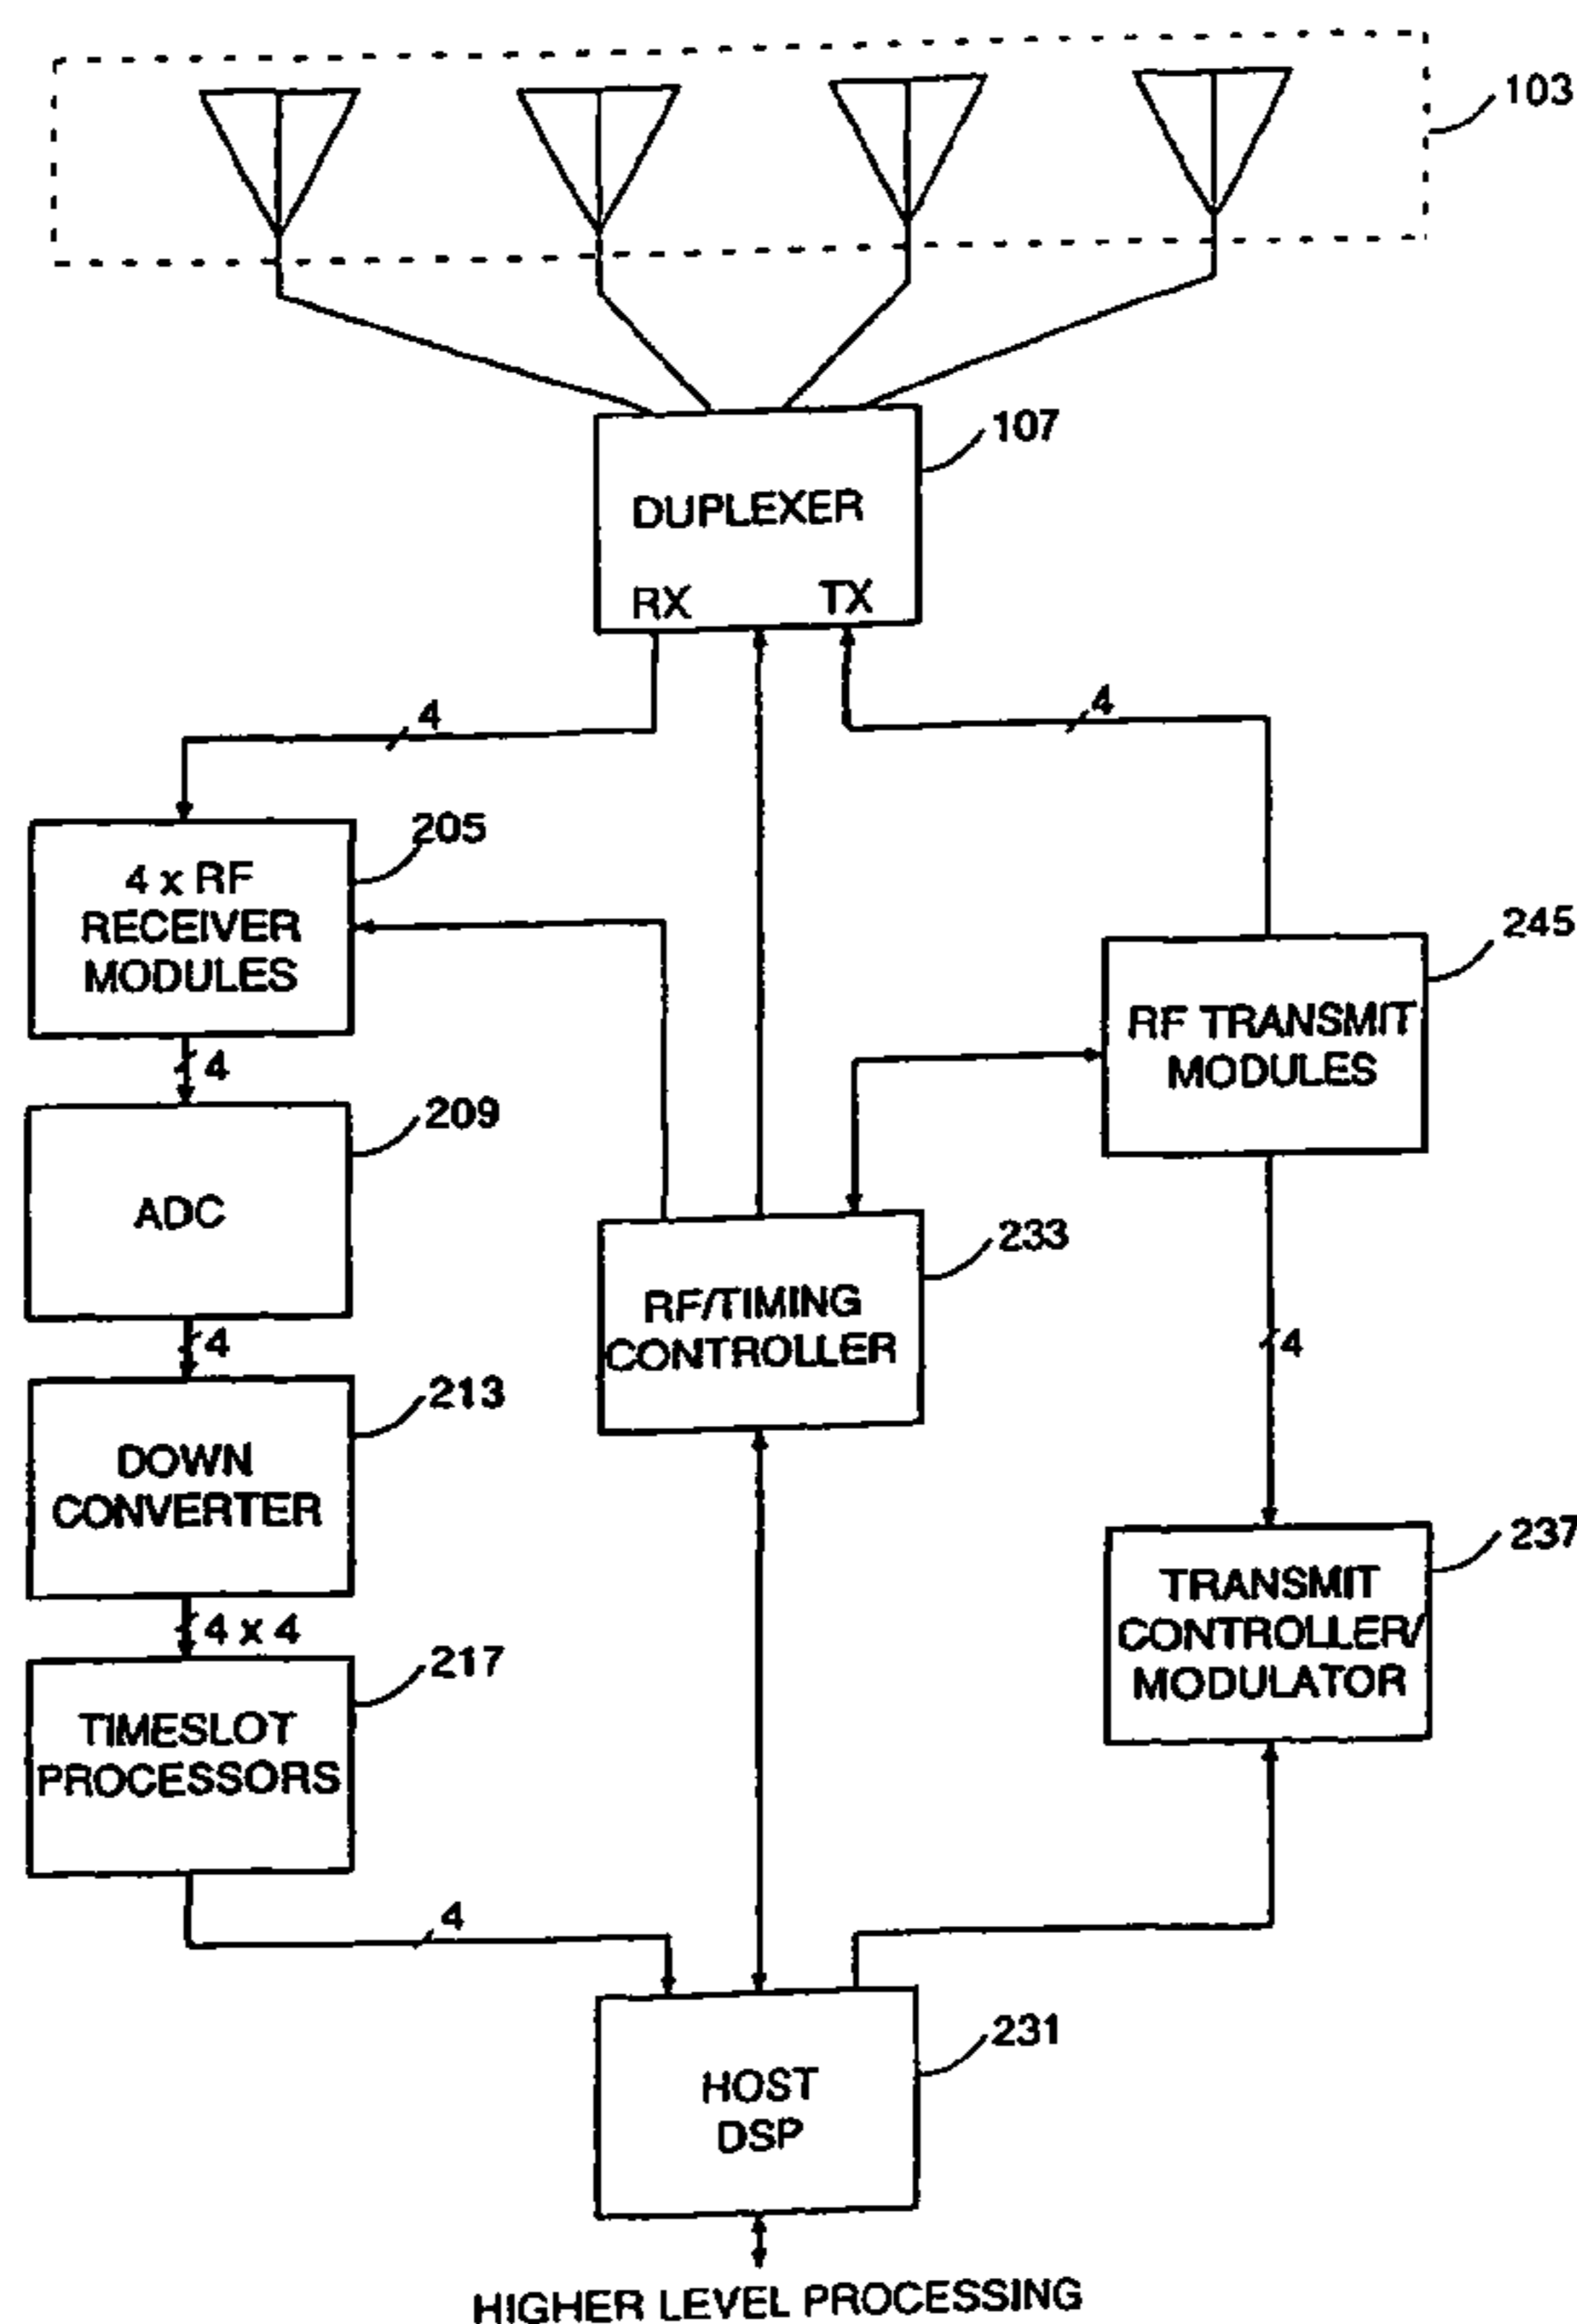 103
107
DUPLEXER
RX
TX
4
4
205
4 x RF
RECEIVER
MODULES
245
RF TRANSMIT
MODULES
4
209
ADC
233
RF/TIMING
CONTROLLER
4
4
213
DOWN
CONVERTER
237
TRANSMIT
CONTROLLER/
MODULATOR
4 x 4
217
TIMESLOT
PROCESSORS
4
231
HOST
DSP
HIGHER LEVEL PROCESSING